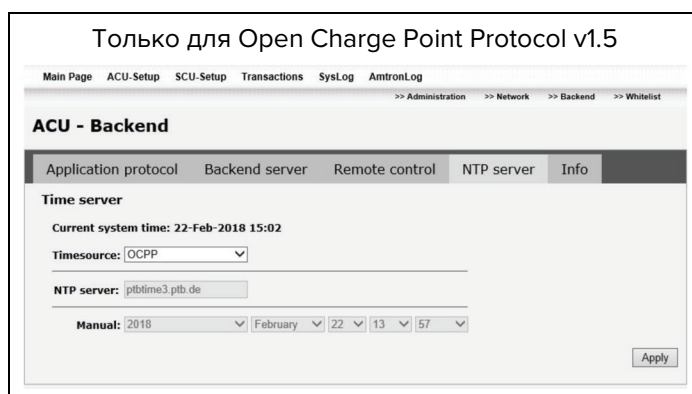 Только для Open Charge Point Protocol v1.5
Main Page ACU-Setup SCU-Setup Transactions SysLog AmtronLog
>> Administration >> Network >> Backend >> Whitelist
ACU - Backend
Application protocol Backend server Remote control NTP server Info
Time server
Current system time: 22-Feb-2018 15:02
Timesource: OCPP
NTP server: ptbtime3.ptb.de
Manual: 2018 February 22 13 57
Apply